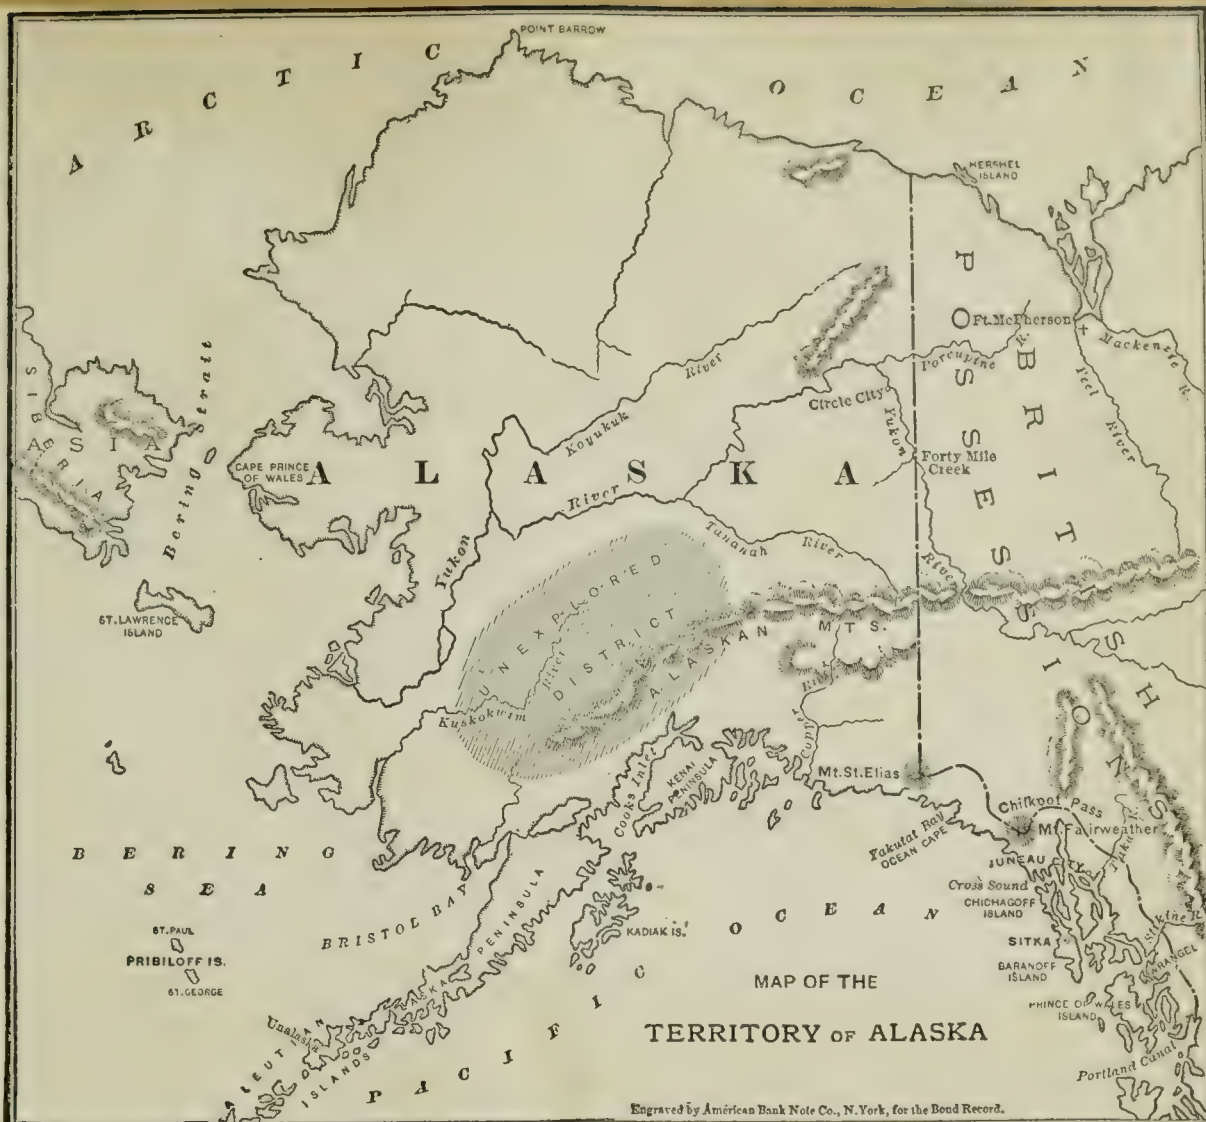 POINT BARROW
ARCTIC OCEAN
HERSHEL
ISLAND
BRITISH
POSSESSIONS
Ft. McPherson
Mackenzie R.
Peel River
Porcupine R.
Koyukuk River
Circle City
Yukon River
Forty Mile
Creek
SIBERIA
ASIA
Bering Strait
CAPE PRINCE
OF WALES
ALASKA
Yukon River
Tananah River
ST. LAWRENCE
ISLAND
UNEXPLORED
DISTRICT
ALASKAN MTS.
Kuskokwim River
Copper River
Cooks Inlet
KENAI
PENINSULA
Mt. St. Elias
Chilkoot Pass
Mt. Fairweather
Yakutat Bay
OCEAN CAPE
JUNEAU CITY
Taku R.
Cross Sound
CHICHAGOFF
ISLAND
SITKA
BARANOFF
ISLAND
Stikine R.
WRANGEL
PRINCE OF WALES
ISLAND
Portland Canal
BERING
SEA
ST. PAUL
PRIBILOFF IS.
ST. GEORGE
BRISTOL BAY
ALASKA PENINSULA
KADIAK IS.
Unalaska
ALEUTIAN
ISLANDS
PACIFIC OCEAN
MAP OF THE
TERRITORY OF ALASKA
Engraved by American Bank Note Co., N. York, for the Bond Record.